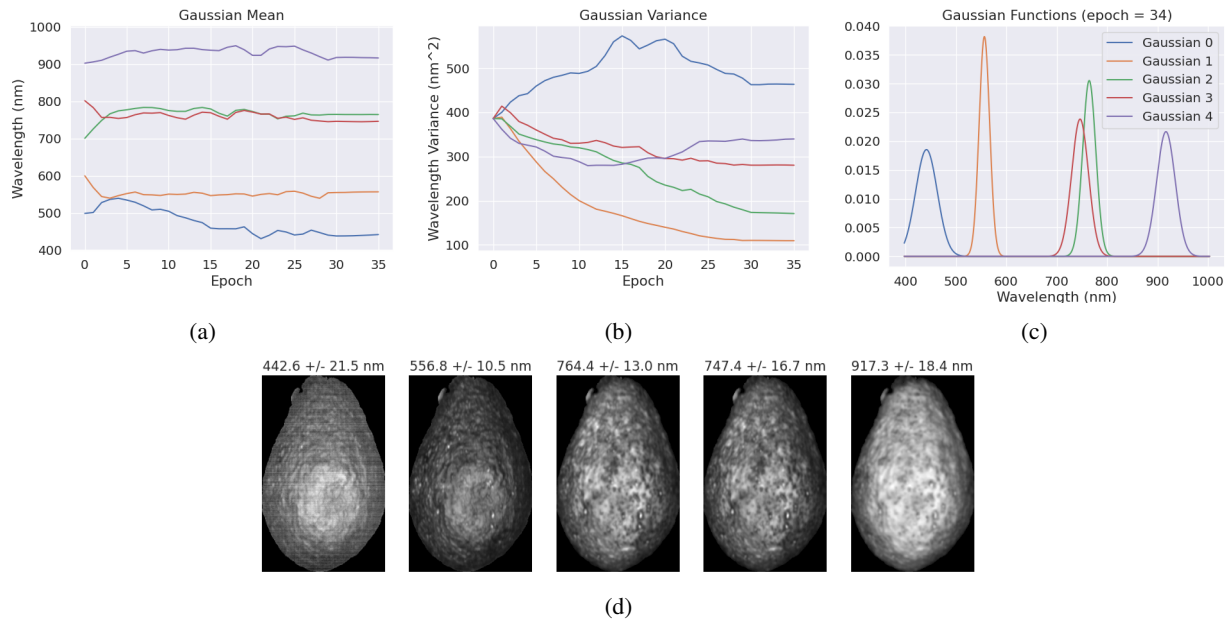 Gaussian Mean
1000
900
800
700
600
500
400
Wavelength (nm)
0 5 10 15 20 25 30 35
Epoch
(a)
Gaussian Variance
500
400
300
200
100
Wavelength Variance (nm^2)
0 5 10 15 20 25 30 35
Epoch
(b)
Gaussian Functions (epoch = 34)
0.040
0.035
0.030
0.025
0.020
0.015
0.010
0.005
0.000
Gaussian 0
Gaussian 1
Gaussian 2
Gaussian 3
Gaussian 4
400 500 600 700 800 900 1000
Wavelength (nm)
(c)
442.6 +/- 21.5 nm 556.8 +/- 10.5 nm 764.4 +/- 13.0 nm 747.4 +/- 16.7 nm 917.3 +/- 18.4 nm
(d)